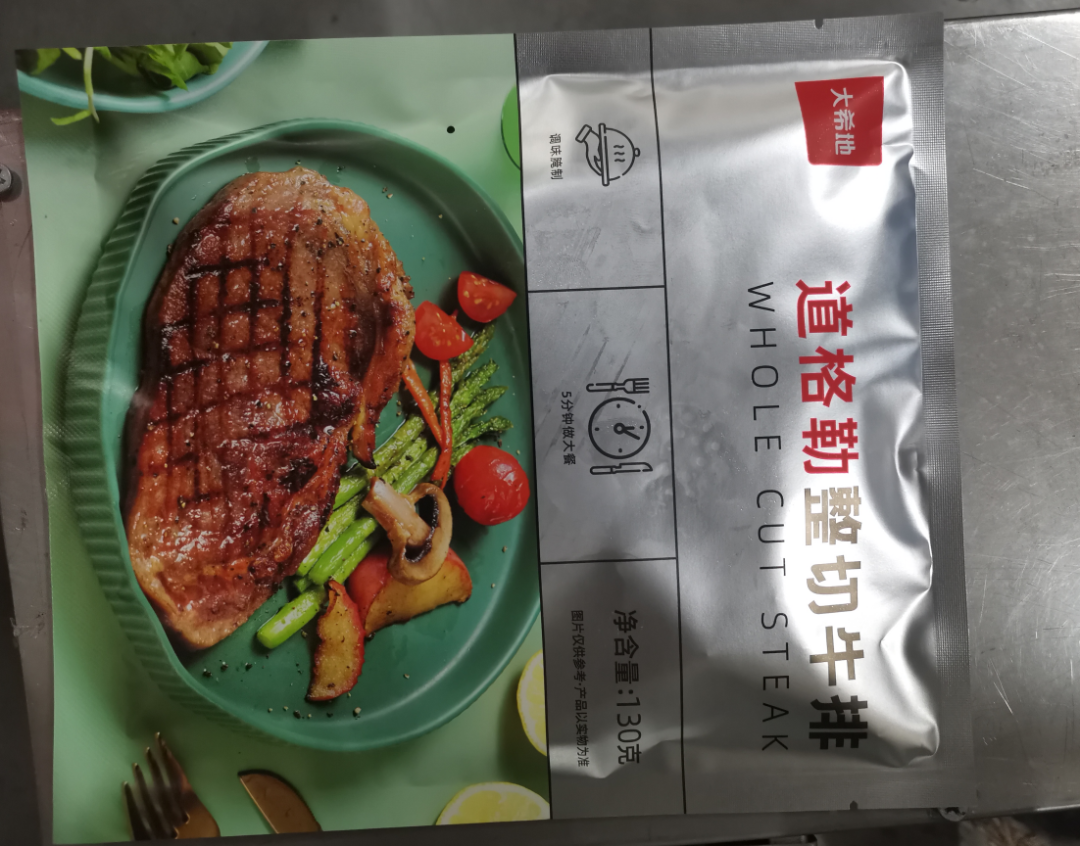 大希地
道格勒整切牛排
WHOLE CUT STEAK
调味腌制
5分钟做大餐
净含量:130克
图片仅供参考,产品以实物为准